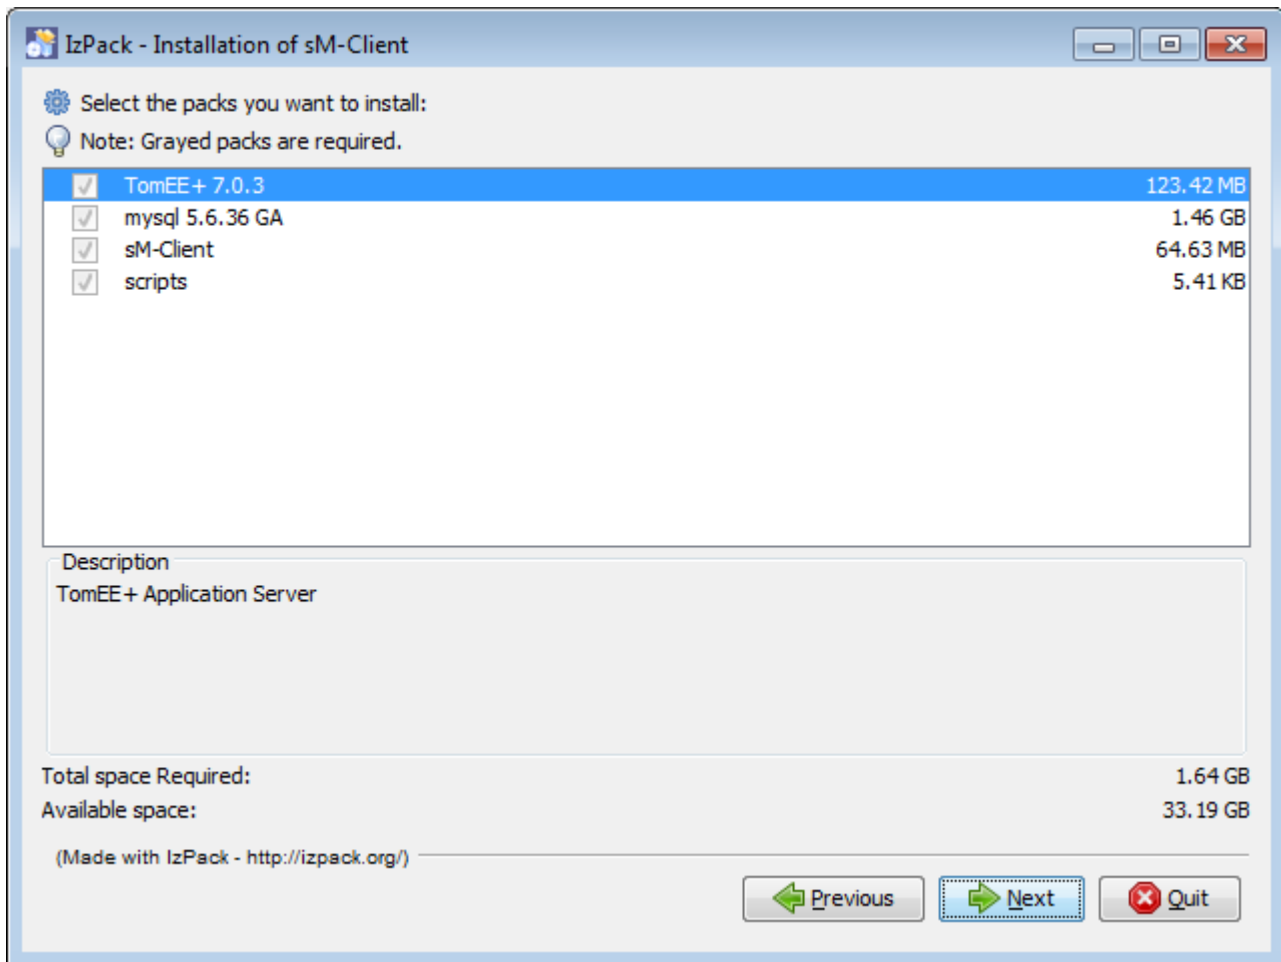 IzPack - Installation of sM-Client
Select the packs you want to install:
Note: Grayed packs are required.
TomEE+ 7.0.3 123.42 MB
mysql 5.6.36 GA 1.46 GB
sM-Client 64.63 MB
scripts 5.41 KB
Description
TomEE+ Application Server
Total space Required: 1.64 GB
Available space: 33.19 GB
(Made with IzPack - http://izpack.org/)
Previous Next Quit